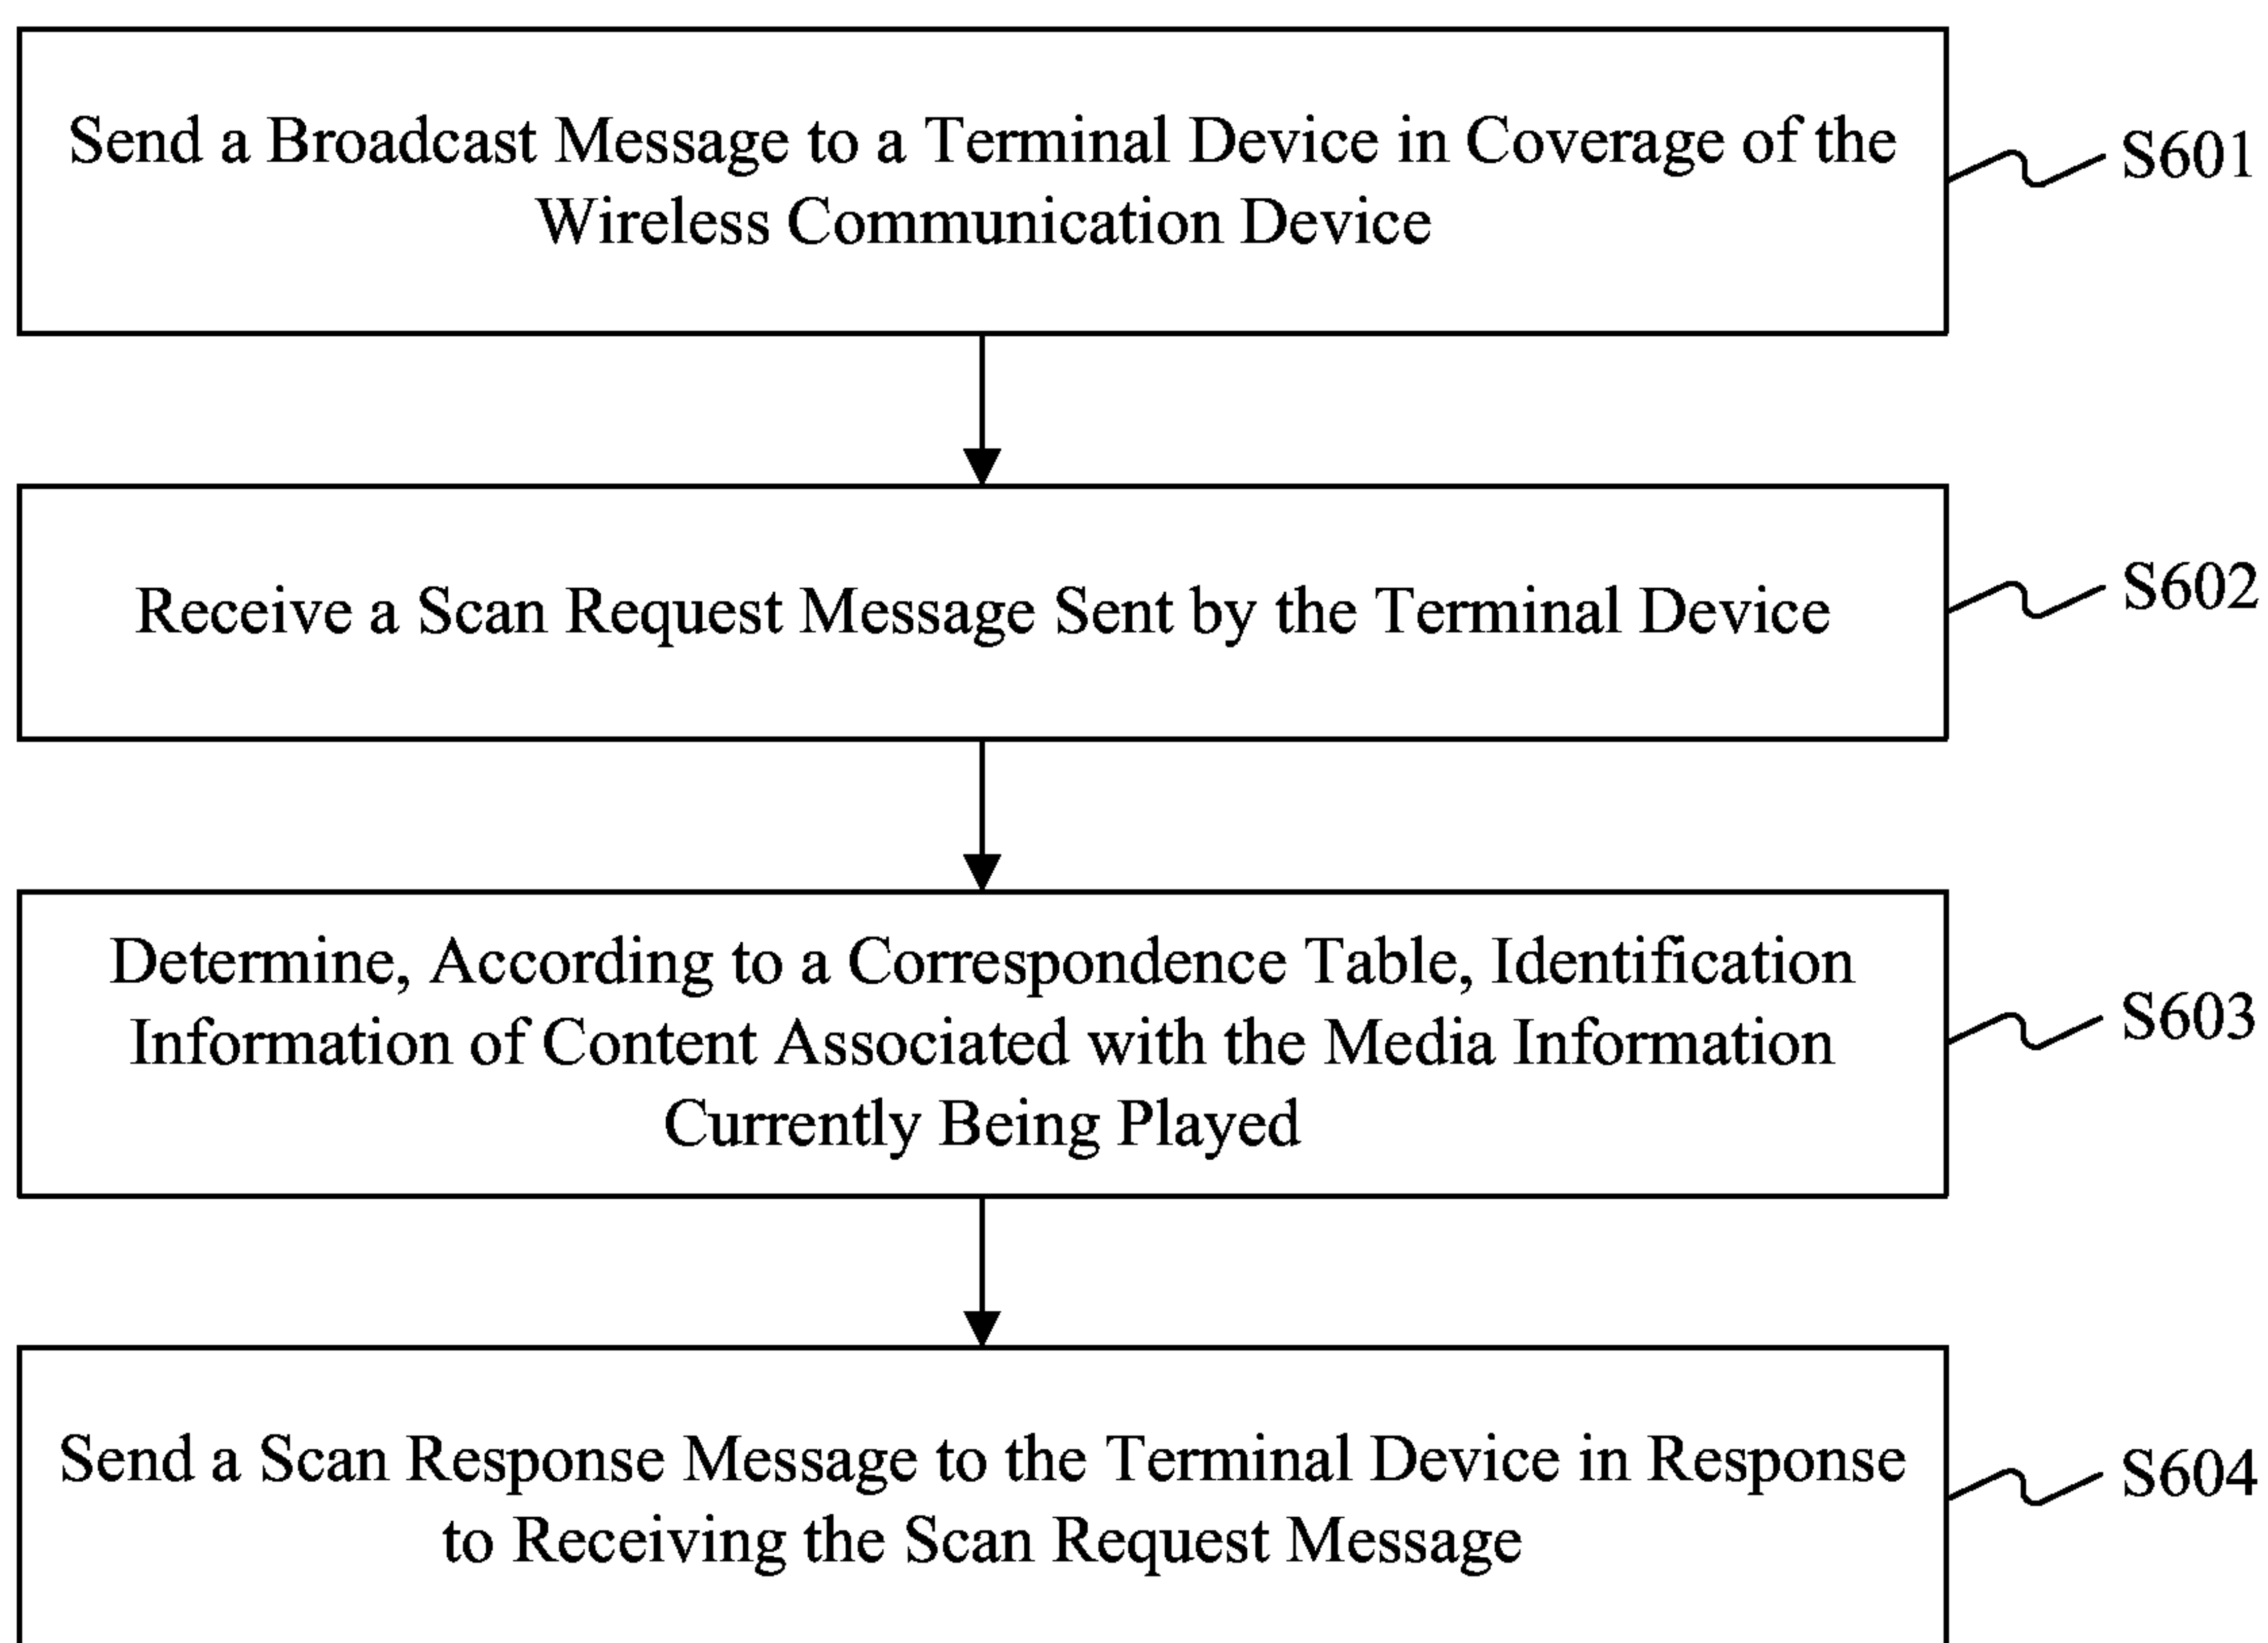 Send a Broadcast Message to a Terminal Device in Coverage of the
Wireless Communication Device
S601
Receive a Scan Request Message Sent by the Terminal Device
S602
Determine, According to a Correspondence Table, Identification
Information of Content Associated with the Media Information
Currently Being Played
S603
Send a Scan Response Message to the Terminal Device in Response
to Receiving the Scan Request Message
S604